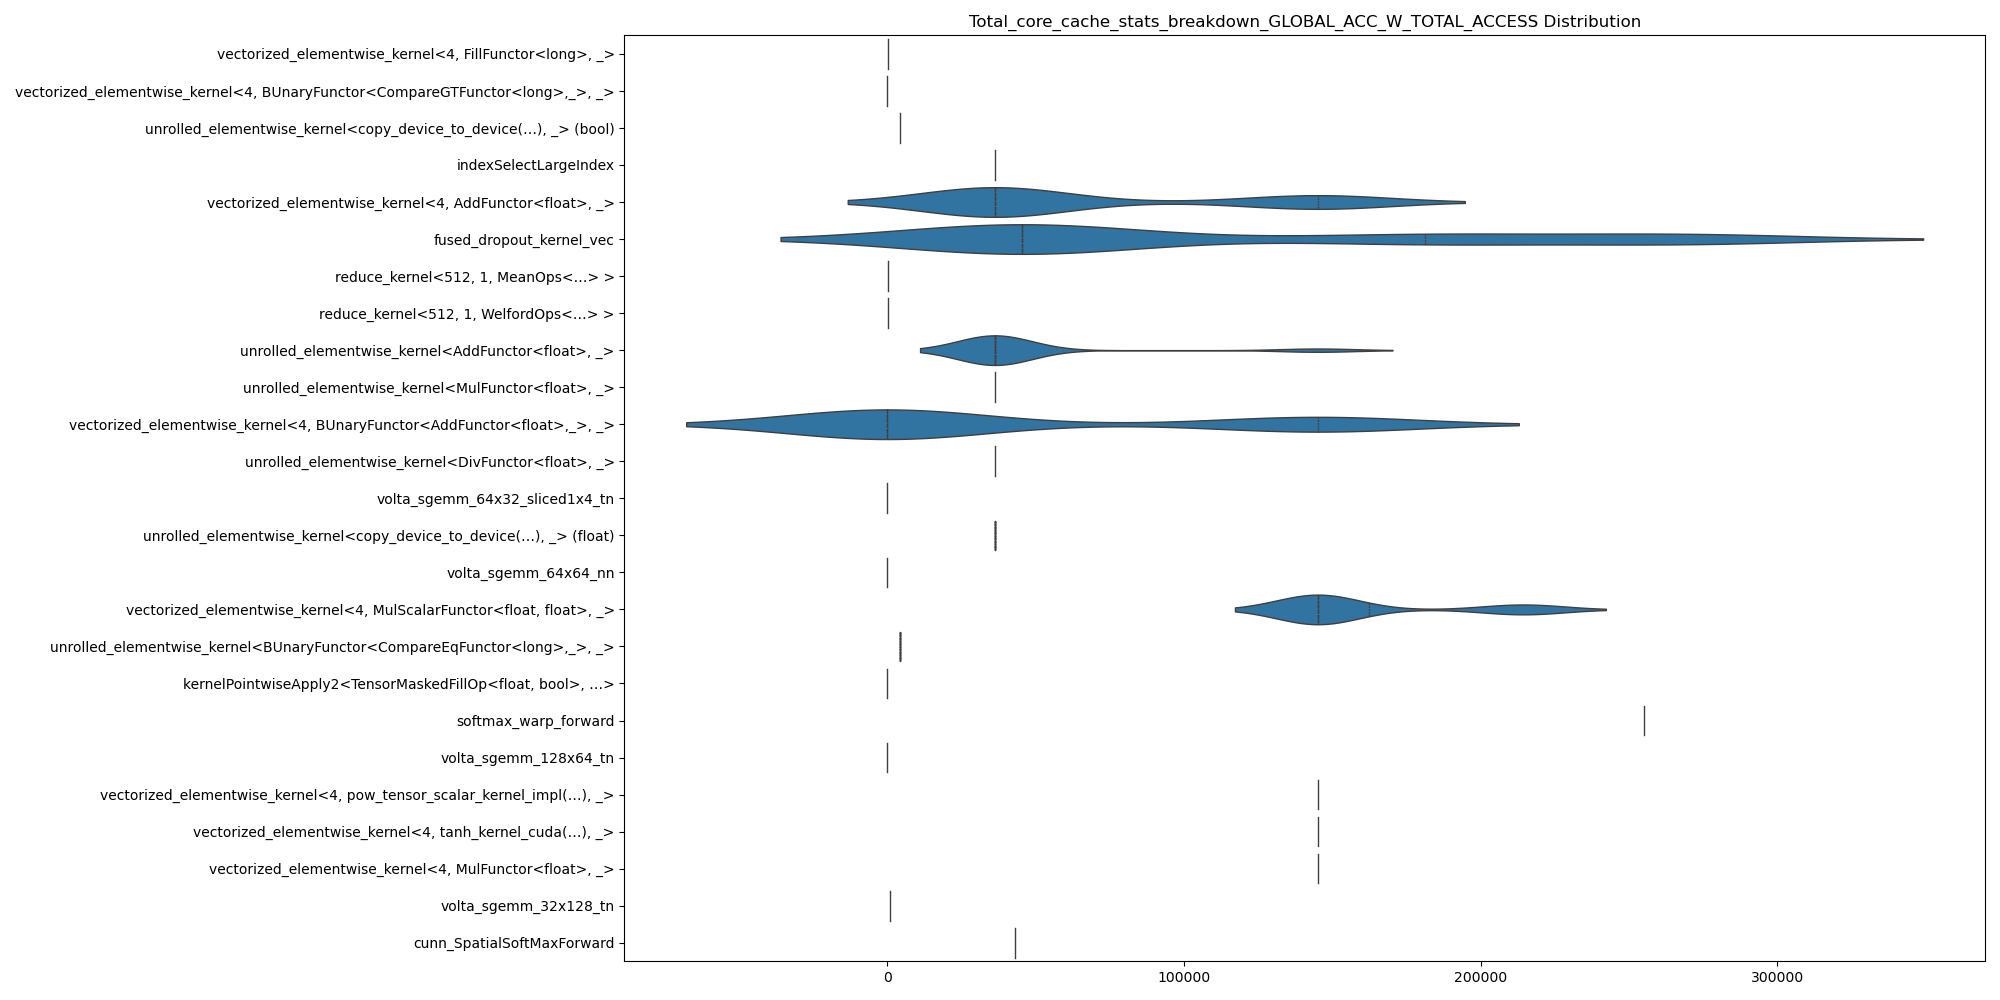 Total_core_cache_stats_breakdown_GLOBAL_ACC_W_TOTAL_ACCESS Distribution
vectorized_elementwise_kernel<4, FillFunctor<long>, _>
vectorized_elementwise_kernel<4, BUnaryFunctor<CompareGTFunctor<long>,_>, _>
unrolled_elementwise_kernel<copy_device_to_device(...), _> (bool)
indexSelectLargeIndex
vectorized_elementwise_kernel<4, AddFunctor<float>, _>
fused_dropout_kernel_vec
reduce_kernel<512, 1, MeanOps<...> >
reduce_kernel<512, 1, WelfordOps<...> >
unrolled_elementwise_kernel<AddFunctor<float>, _>
unrolled_elementwise_kernel<MulFunctor<float>, _>
vectorized_elementwise_kernel<4, BUnaryFunctor<AddFunctor<float>,_>, _>
unrolled_elementwise_kernel<DivFunctor<float>, _>
volta_sgemm_64x32_sliced1x4_tn
unrolled_elementwise_kernel<copy_device_to_device(...), _> (float)
volta_sgemm_64x64_nn
vectorized_elementwise_kernel<4, MulScalarFunctor<float, float>, _>
unrolled_elementwise_kernel<BUnaryFunctor<CompareEqFunctor<long>,_>, _>
kernelPointwiseApply2<TensorMaskedFillOp<float, bool>, ...>
softmax_warp_forward
volta_sgemm_128x64_tn
vectorized_elementwise_kernel<4, pow_tensor_scalar_kernel_impl(...), _>
vectorized_elementwise_kernel<4, tanh_kernel_cuda(...), _>
vectorized_elementwise_kernel<4, MulFunctor<float>, _>
volta_sgemm_32x128_tn
cunn_SpatialSoftMaxForward
0 100000 200000 300000